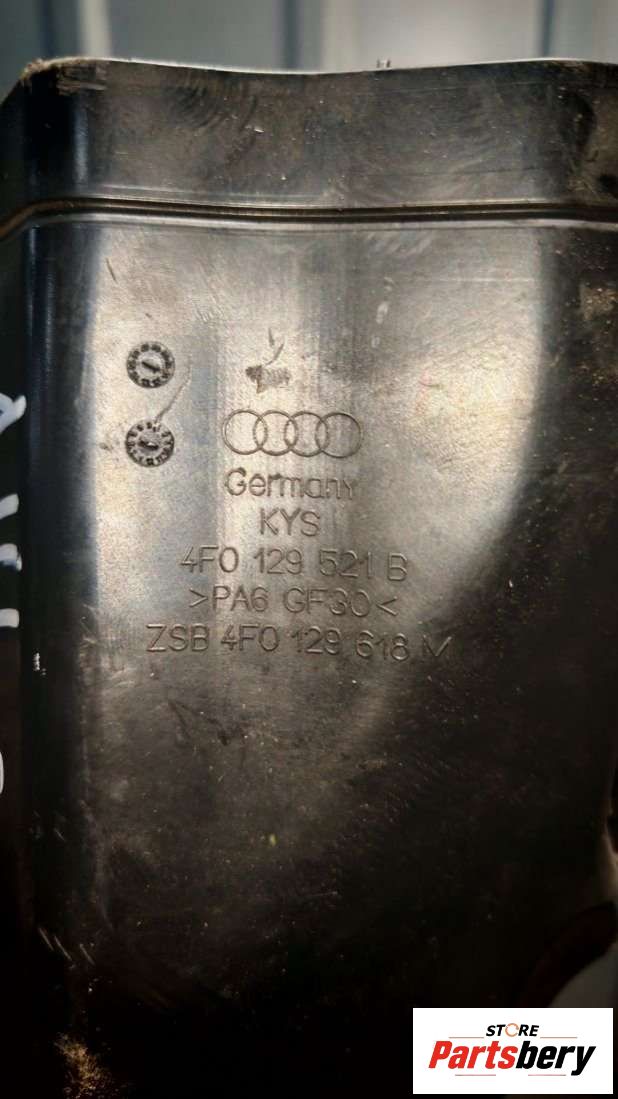 Germany
KYS
4F0 129 521 B
>PA6 GF30<
ZSB 4F0 129 618 M
STORE
Partsbery